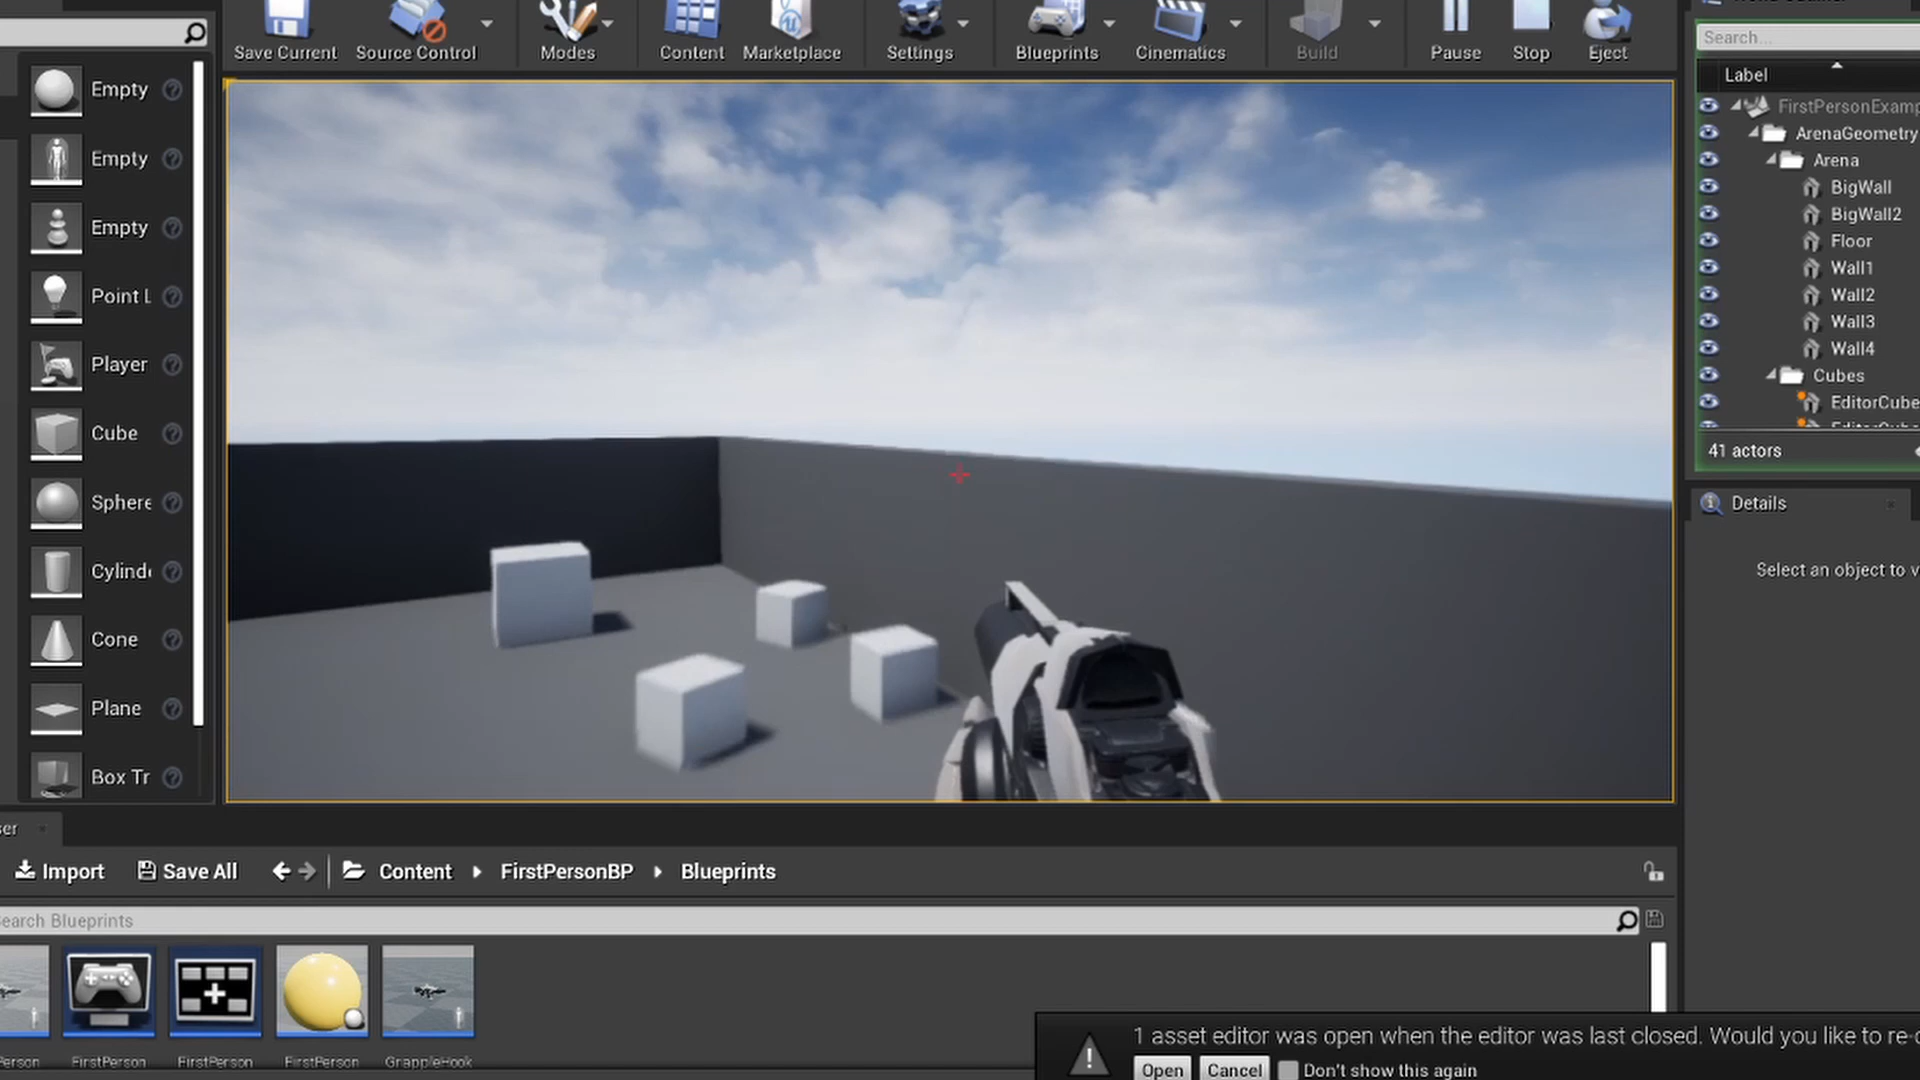 Save Current
Source Control
Modes
Content
Marketplace
Settings
Blueprints
Cinematics
Build
Pause
Stop
Eject
Search...
Label
Empty
Empty
Empty
Point L
Player
Cube
Sphere
Cylind
Cone
Plane
Box Tr
FirstPersonExamp
ArenaGeometry
Arena
BigWall
BigWall2
Floor
Wall1
Wall2
Wall3
Wall4
Cubes
EditorCube
41 actors
Details
Select an object to v
Import
Save All
Content
FirstPersonBP
Blueprints
Search Blueprints
Person
FirstPerson
FirstPerson
FirstPerson
GrappleHook
1 asset editor was open when the editor was last closed. Would you like to re-o
Open
Cancel
Don't show this again